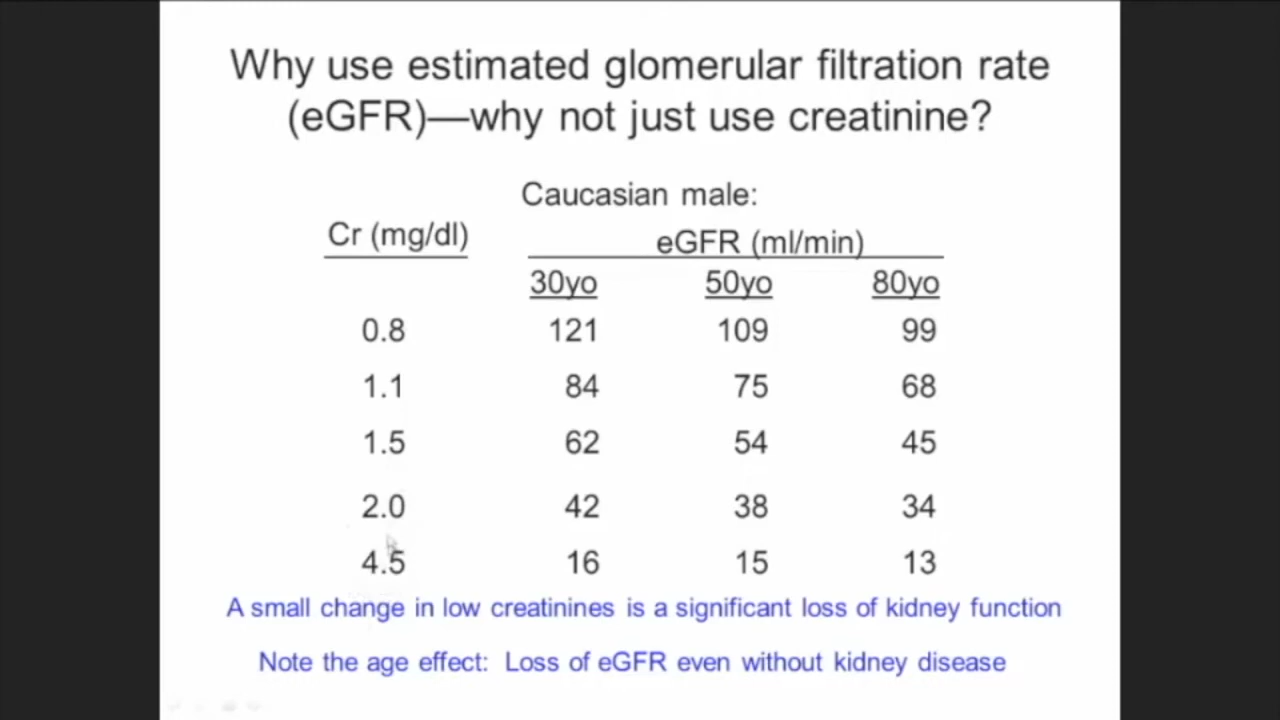 Why use estimated glomerular filtration rate
(eGFR)—why not just use creatinine?
Caucasian male:
Cr (mg/dl) eGFR (ml/min)
30yo 50yo 80yo
0.8 121 109 99
1.1 84 75 68
1.5 62 54 45
2.0 42 38 34
4.5 16 15 13
A small change in low creatinines is a significant loss of kidney function
Note the age effect: Loss of eGFR even without kidney disease